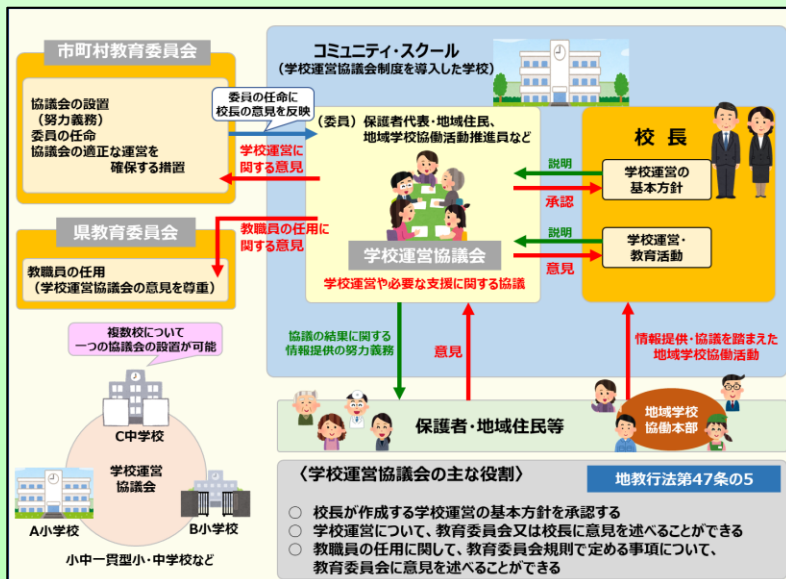 市町村教育委員会
協議会の設置
（努力義務）
委員の任命
協議会の適正な運営を
確保する措置
委員の任命に
校長の意見を反映
学校運営に
関する意見
県教育委員会
教職員の任用
（学校運営協議会の意見を尊重）
教職員の任用に
関する意見
コミュニティ・スクール
（学校運営協議会制度を導入した学校）
（委員）保護者代表・地域住民、
地域学校協働活動推進員など
学校運営協議会
学校運営や必要な支援に関する協議
校 長
説明
学校運営の
基本方針
承認
説明
学校運営・
教育活動
意見
協議の結果に関する
情報提供の努力義務
意見
情報提供・協議を踏まえた
地域学校協働活動
保護者・地域住民等
地域学校
協働本部
複数校について
一つの協議会の設置が可能
C中学校
学校運営
協議会
A小学校
B小学校
小中一貫型小・中学校など
〈学校運営協議会の主な役割〉
地教行法第47条の5
○ 校長が作成する学校運営の基本方針を承認する
○ 学校運営について、教育委員会又は校長に意見を述べることができる
○ 教職員の任用に関して、教育委員会規則で定める事項について、
教育委員会に意見を述べることができる